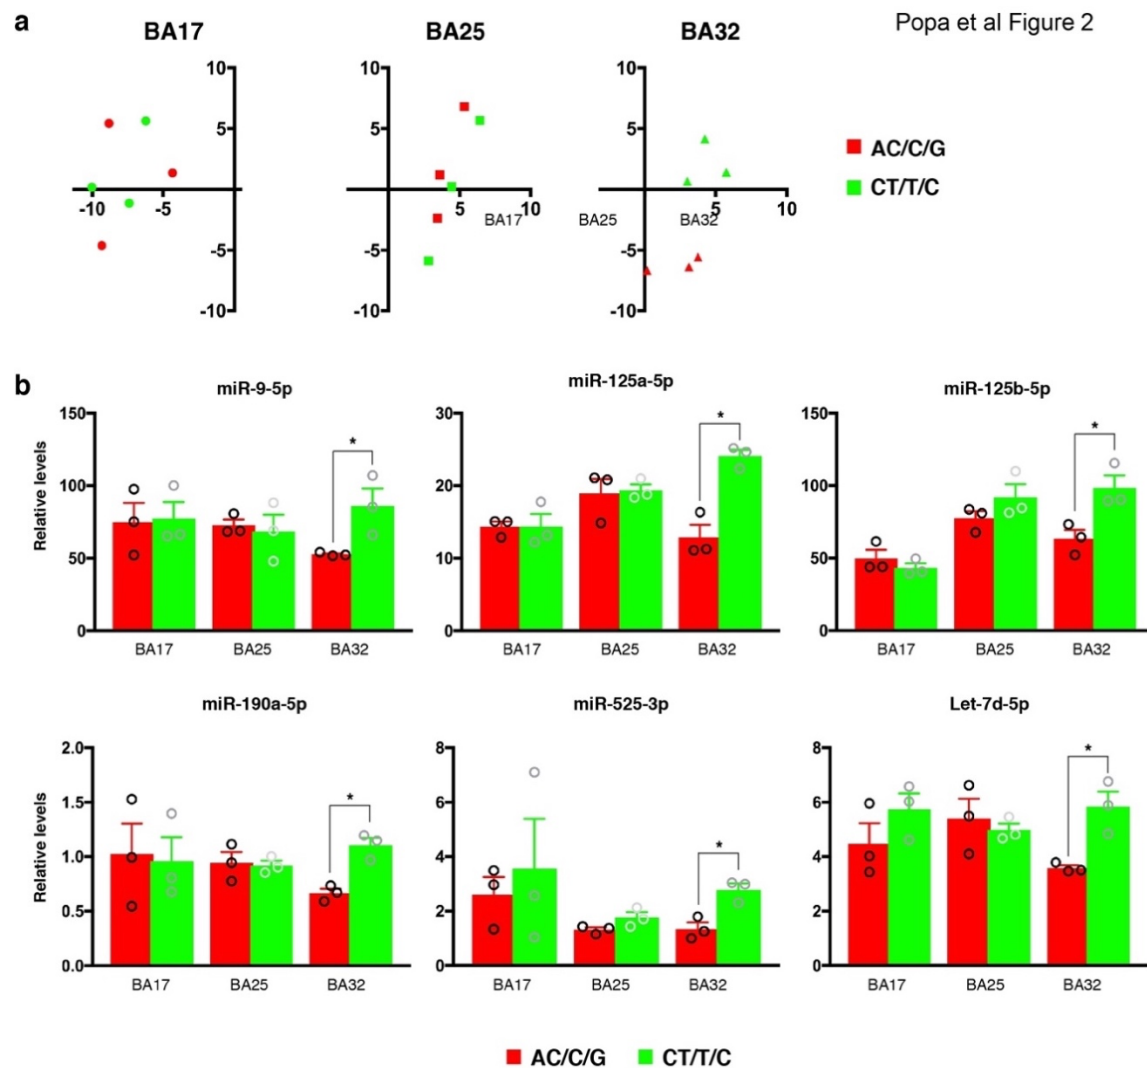 a
Popa et al Figure 2
BA17 BA25 BA32
10 10 10
5 5 5
-10 -5 5 10 5 10
BA17 BA25 BA32
-5 -5 -5
-10 -10 -10
AC/C/G
CT/T/C
b
miR-9-5p miR-125a-5p miR-125b-5p
Relative levels
150 30 150
* * *
100 20 100
50 10 50
0 0 0
BA17 BA25 BA32 BA17 BA25 BA32 BA17 BA25 BA32
miR-190a-5p miR-525-3p Let-7d-5p
Relative levels
2.0 8 8
* * *
1.5 6 6
1.0 4 4
0.5 2 2
0.0 0 0
BA17 BA25 BA32 BA17 BA25 BA32 BA17 BA25 BA32
AC/C/G CT/T/C